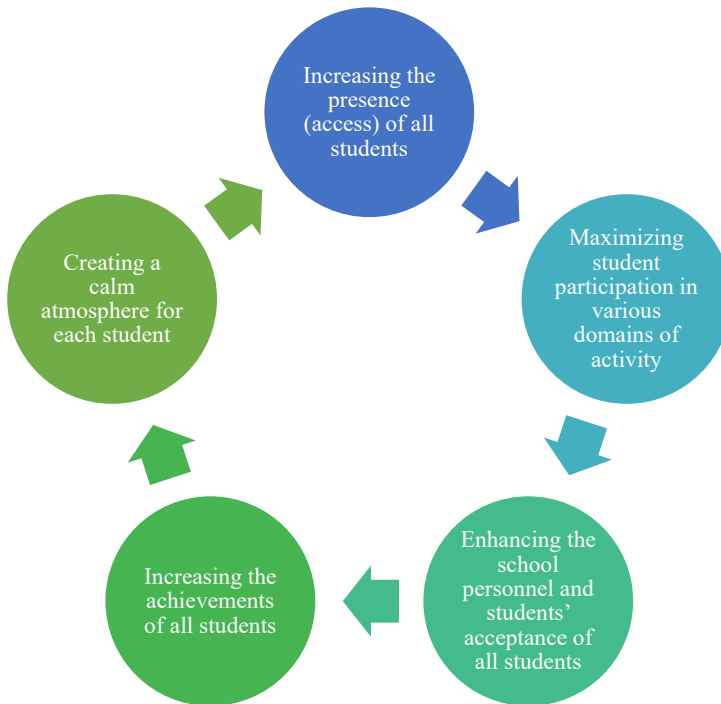 Increasing the
presence
(access) of all
students
Maximizing
student
participation in
various
domains of
activity
Enhancing the
school
personnel and
students’
acceptance of
all students
Increasing the
achievements
of all students
Creating a
calm
atmosphere for
each student